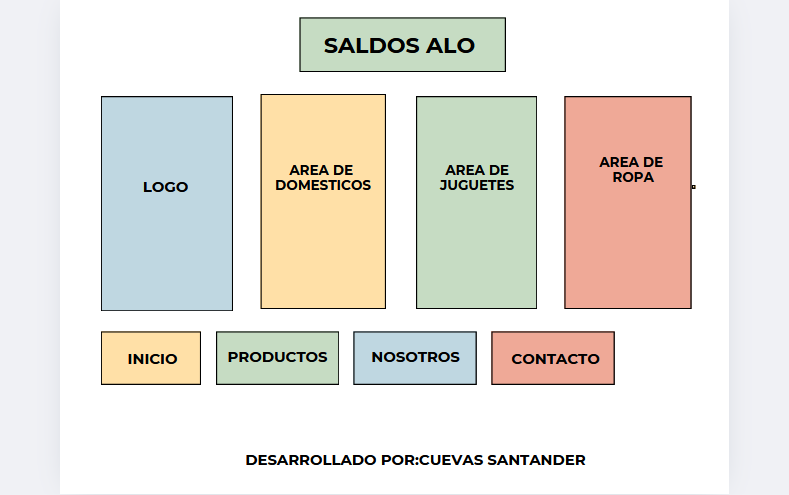 SALDOS ALO
LOGO
AREA DE
DOMESTICOS
AREA DE
JUGUETES
AREA DE
ROPA
INICIO
PRODUCTOS
NOSOTROS
CONTACTO
DESARROLLADO POR:CUEVAS SANTANDER